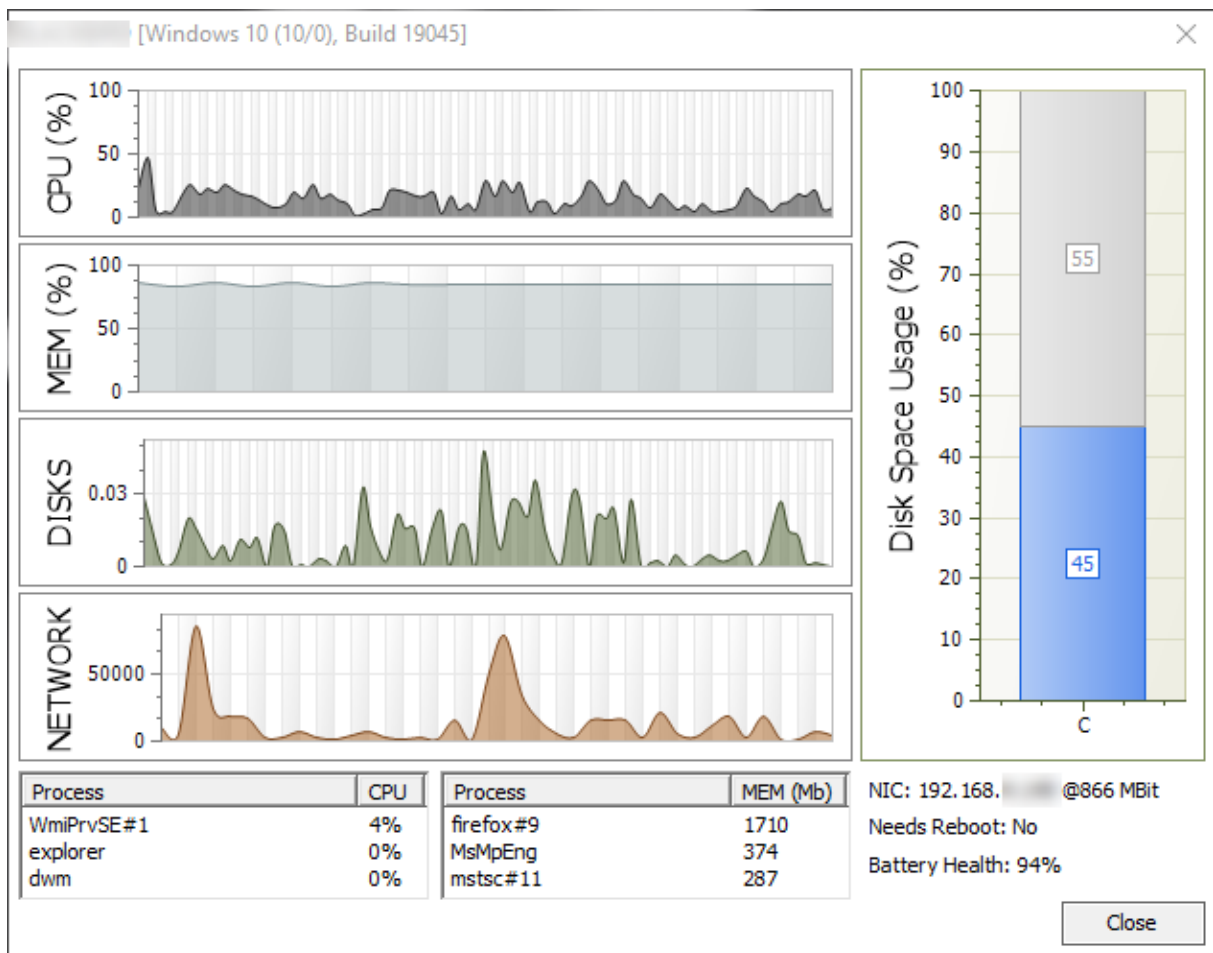 [Windows 10 (10/0), Build 19045]
CPU (%)
100
50
0
MEM (%)
100
50
0
DISKS
0.03
0
NETWORK
50000
0
Disk Space Usage (%)
100
90
80
70
60
50
40
30
20
10
0
55
45
C
Process CPU
WmiPrvSE#1 4%
explorer 0%
dwm 0%
Process MEM (Mb)
firefox#9 1710
MsMpEng 374
mstsc#11 287
NIC: 192.168. @866 MBit
Needs Reboot: No
Battery Health: 94%
Close